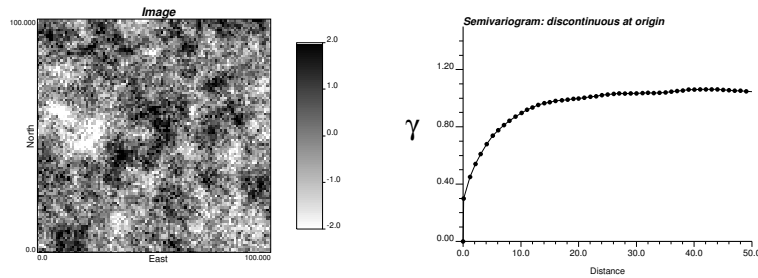 Image
100.000
North
0.0
0.0
East
100.000
2.0
1.0
0.0
-1.0
-2.0
Semivariogram: discontinuous at origin
γ
1.20
0.80
0.40
0.00
0.0 10.0 20.0 30.0 40.0 50.0
Distance